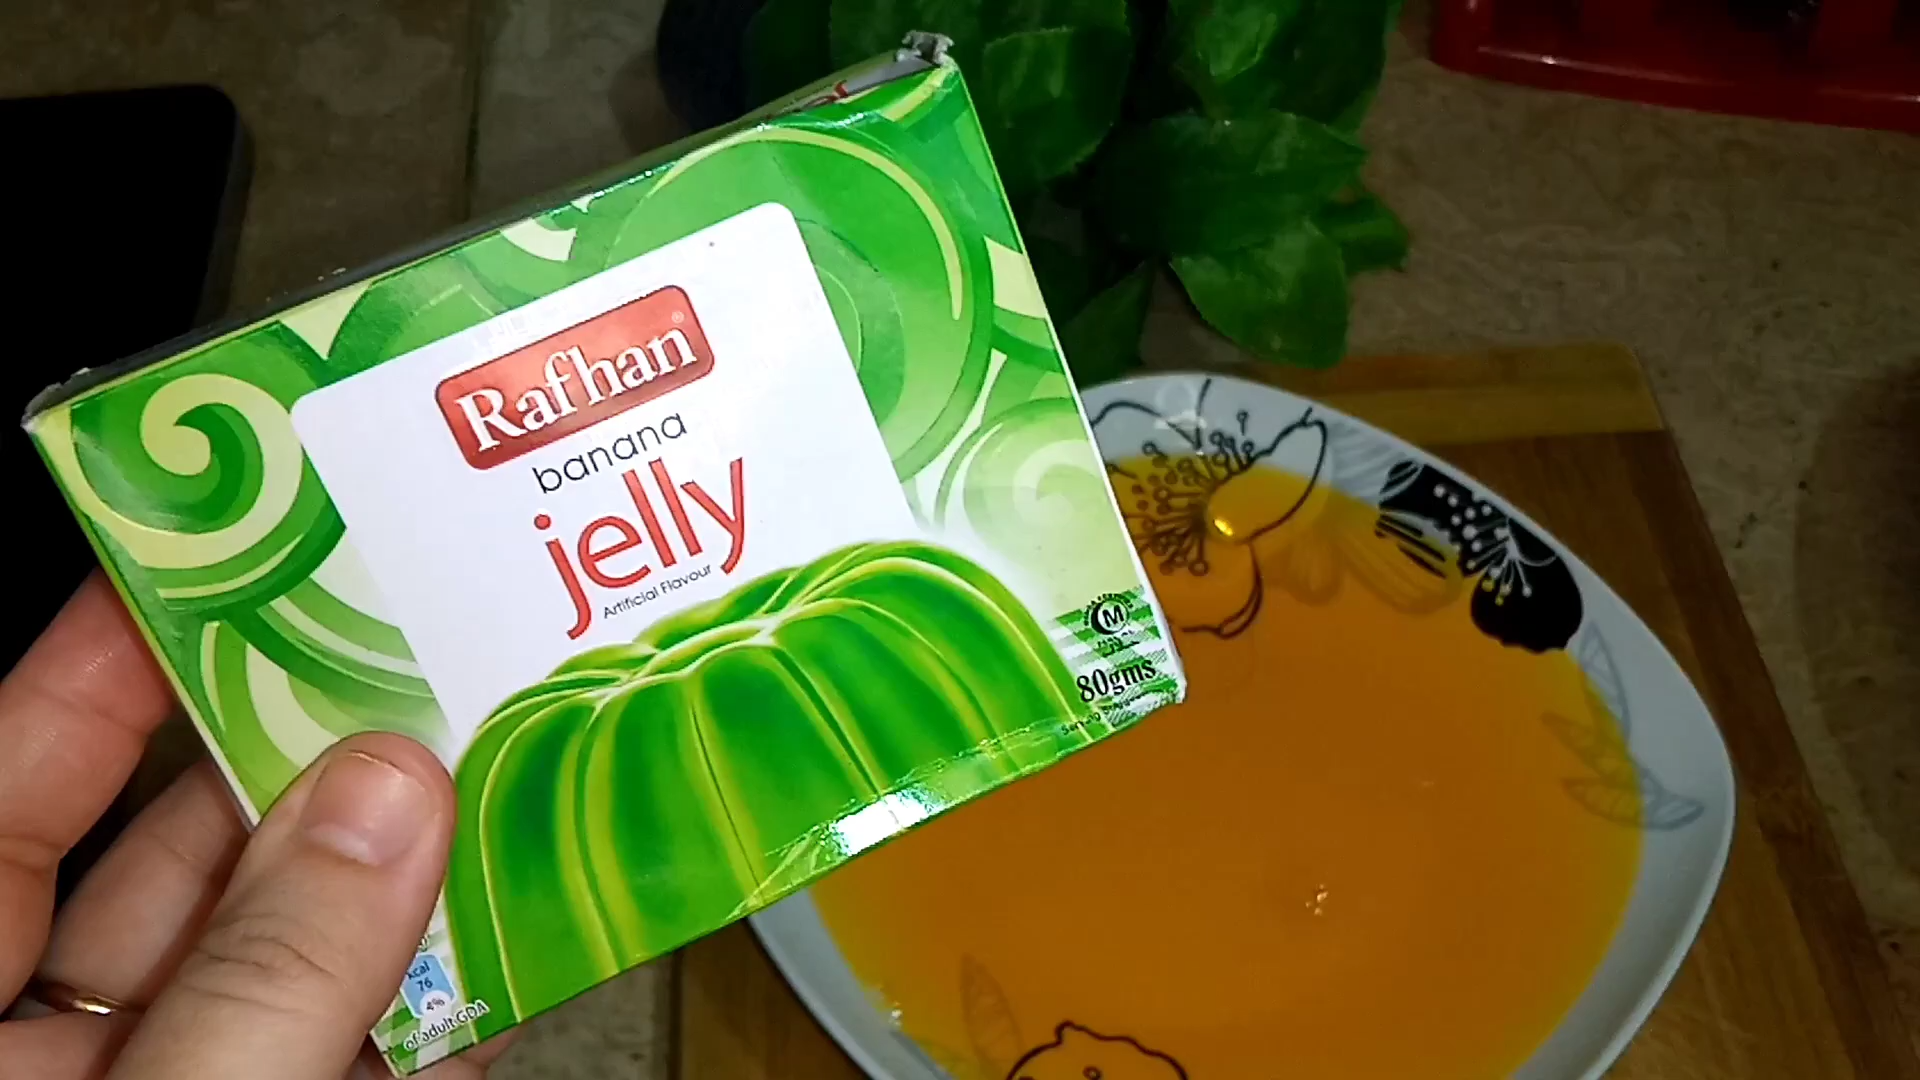 Rafhan®
banana
jelly
Artificial Flavour
M
80gms
kcal
76
4%
of adult GDA